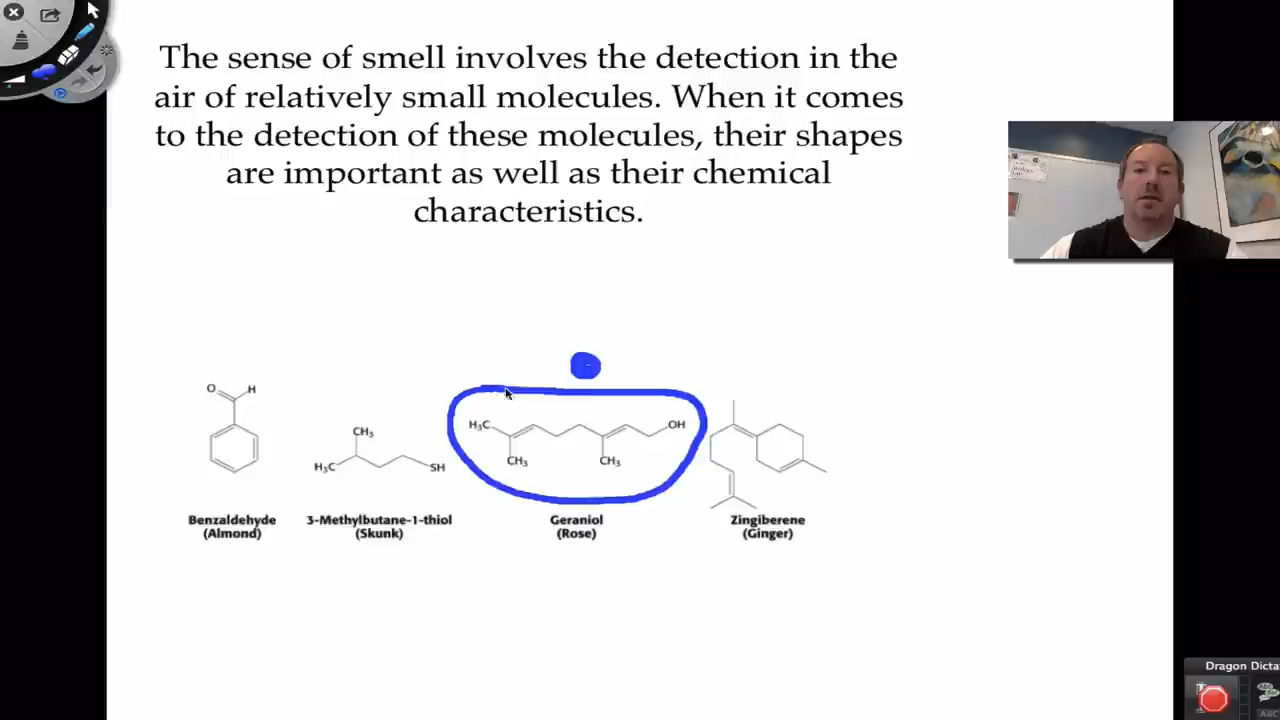 The sense of smell involves the detection in the
air of relatively small molecules. When it comes
to the detection of these molecules, their shapes
are important as well as their chemical
characteristics.
O H
CH₃
H₃C SH
H₃C OH
CH₃ CH₃
Benzaldehyde
(Almond)
3-Methylbutane-1-thiol
(Skunk)
Geraniol
(Rose)
Zingiberene
(Ginger)
Dragon Dicta
ABC